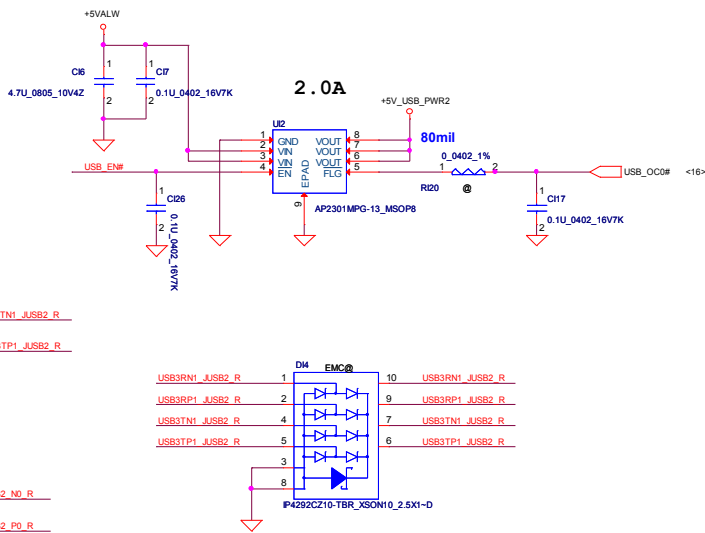 +5VALW
CI6
1
2
4.7U_0805_10V4Z
CI7
1
2
0.1U_0402_16V7K
2.0A
+5V_USB_PWR2
UI2
1 GND VOUT 8
2 VIN VOUT 7
3 VIN VOUT 6
4 EN FLG 5
EPAD
9
AP2301MPG-13_MSOP8
80mil
0_0402_1%
1 2
RI20
@
USB_EN#
USB_OC0# <16>
CI26
1
2
0.1U_0402_16V7K
CI17
1
2
0.1U_0402_16V7K
TN1_JUSB2_R
TP1_JUSB2_R
DI4
EMC@
USB3RN1_JUSB2_R 1 10 USB3RN1_JUSB2_R
USB3RP1_JUSB2_R 2 9 USB3RP1_JUSB2_R
USB3TN1_JUSB2_R 4 7 USB3TN1_JUSB2_R
USB3TP1_JUSB2_R 5 6 USB3TP1_JUSB2_R
3
8
IP4292CZ10-TBR_XSON10_2.5X1~D
2_N0_R
2_P0_R